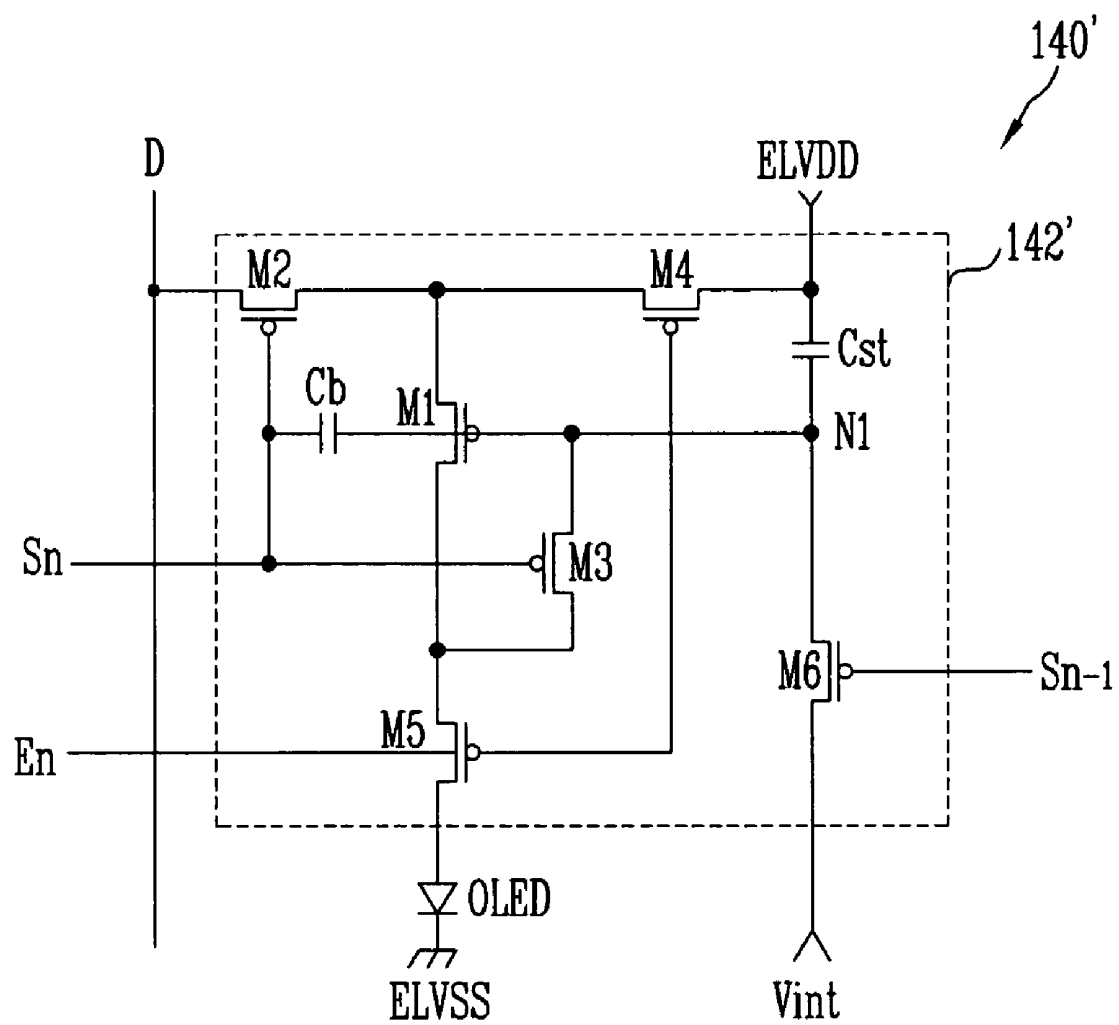 140'
D
ELVDD
142'
M2
M4
Cst
Cb
M1
N1
Sn
M3
M6
Sn-1
M5
En
OLED
ELVSS
Vint